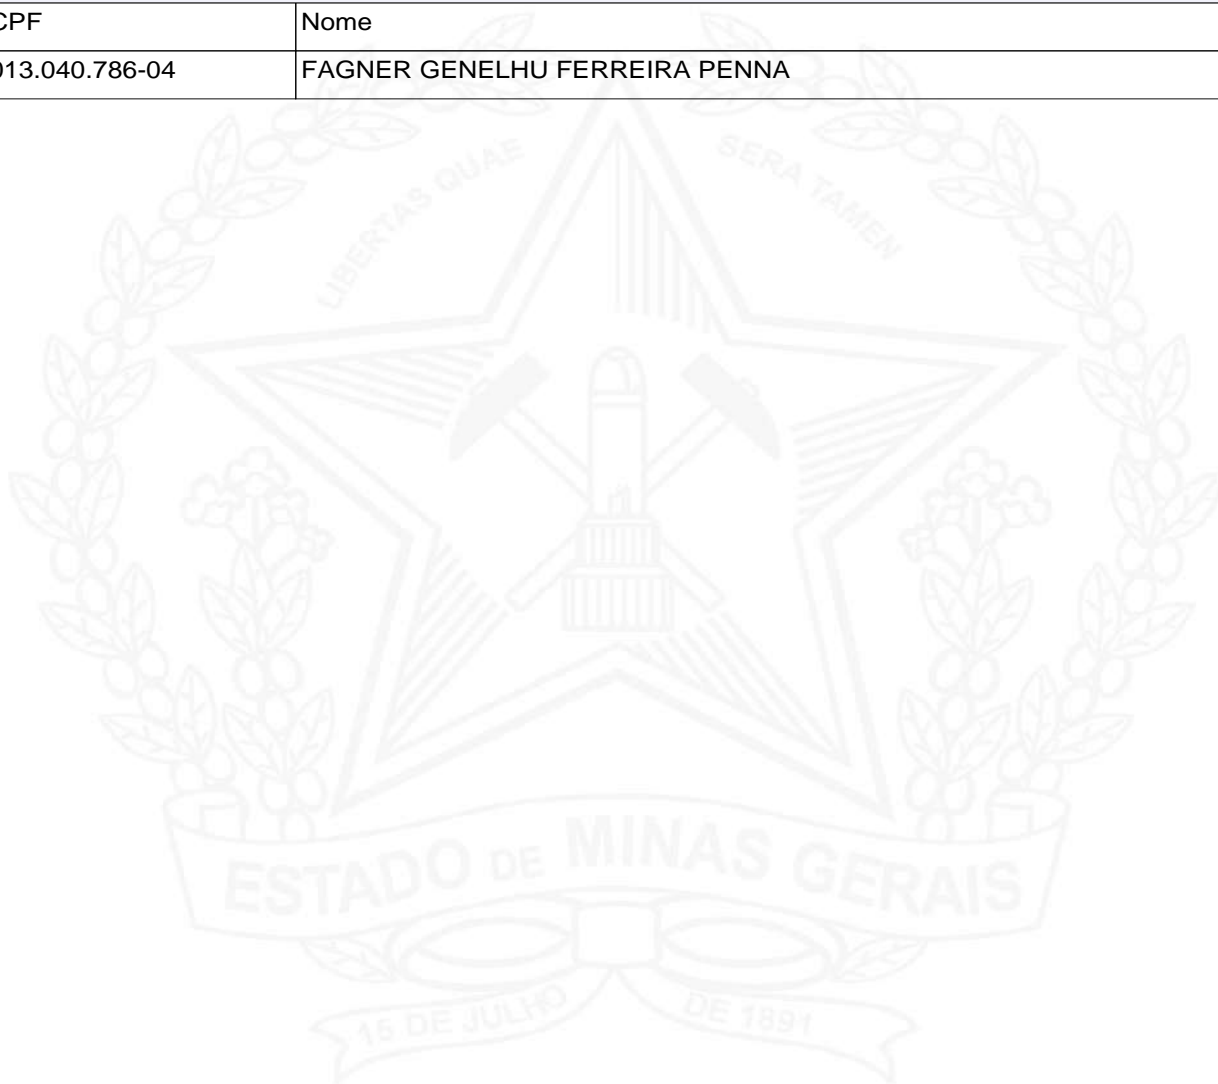 CPF Nome
013.040.786-04 FAGNER GENELHU FERREIRA PENNA
LIBERTAS QUAE SERA TAMEN
ESTADO DE MINAS GERAIS
15 DE JULHO DE 1891